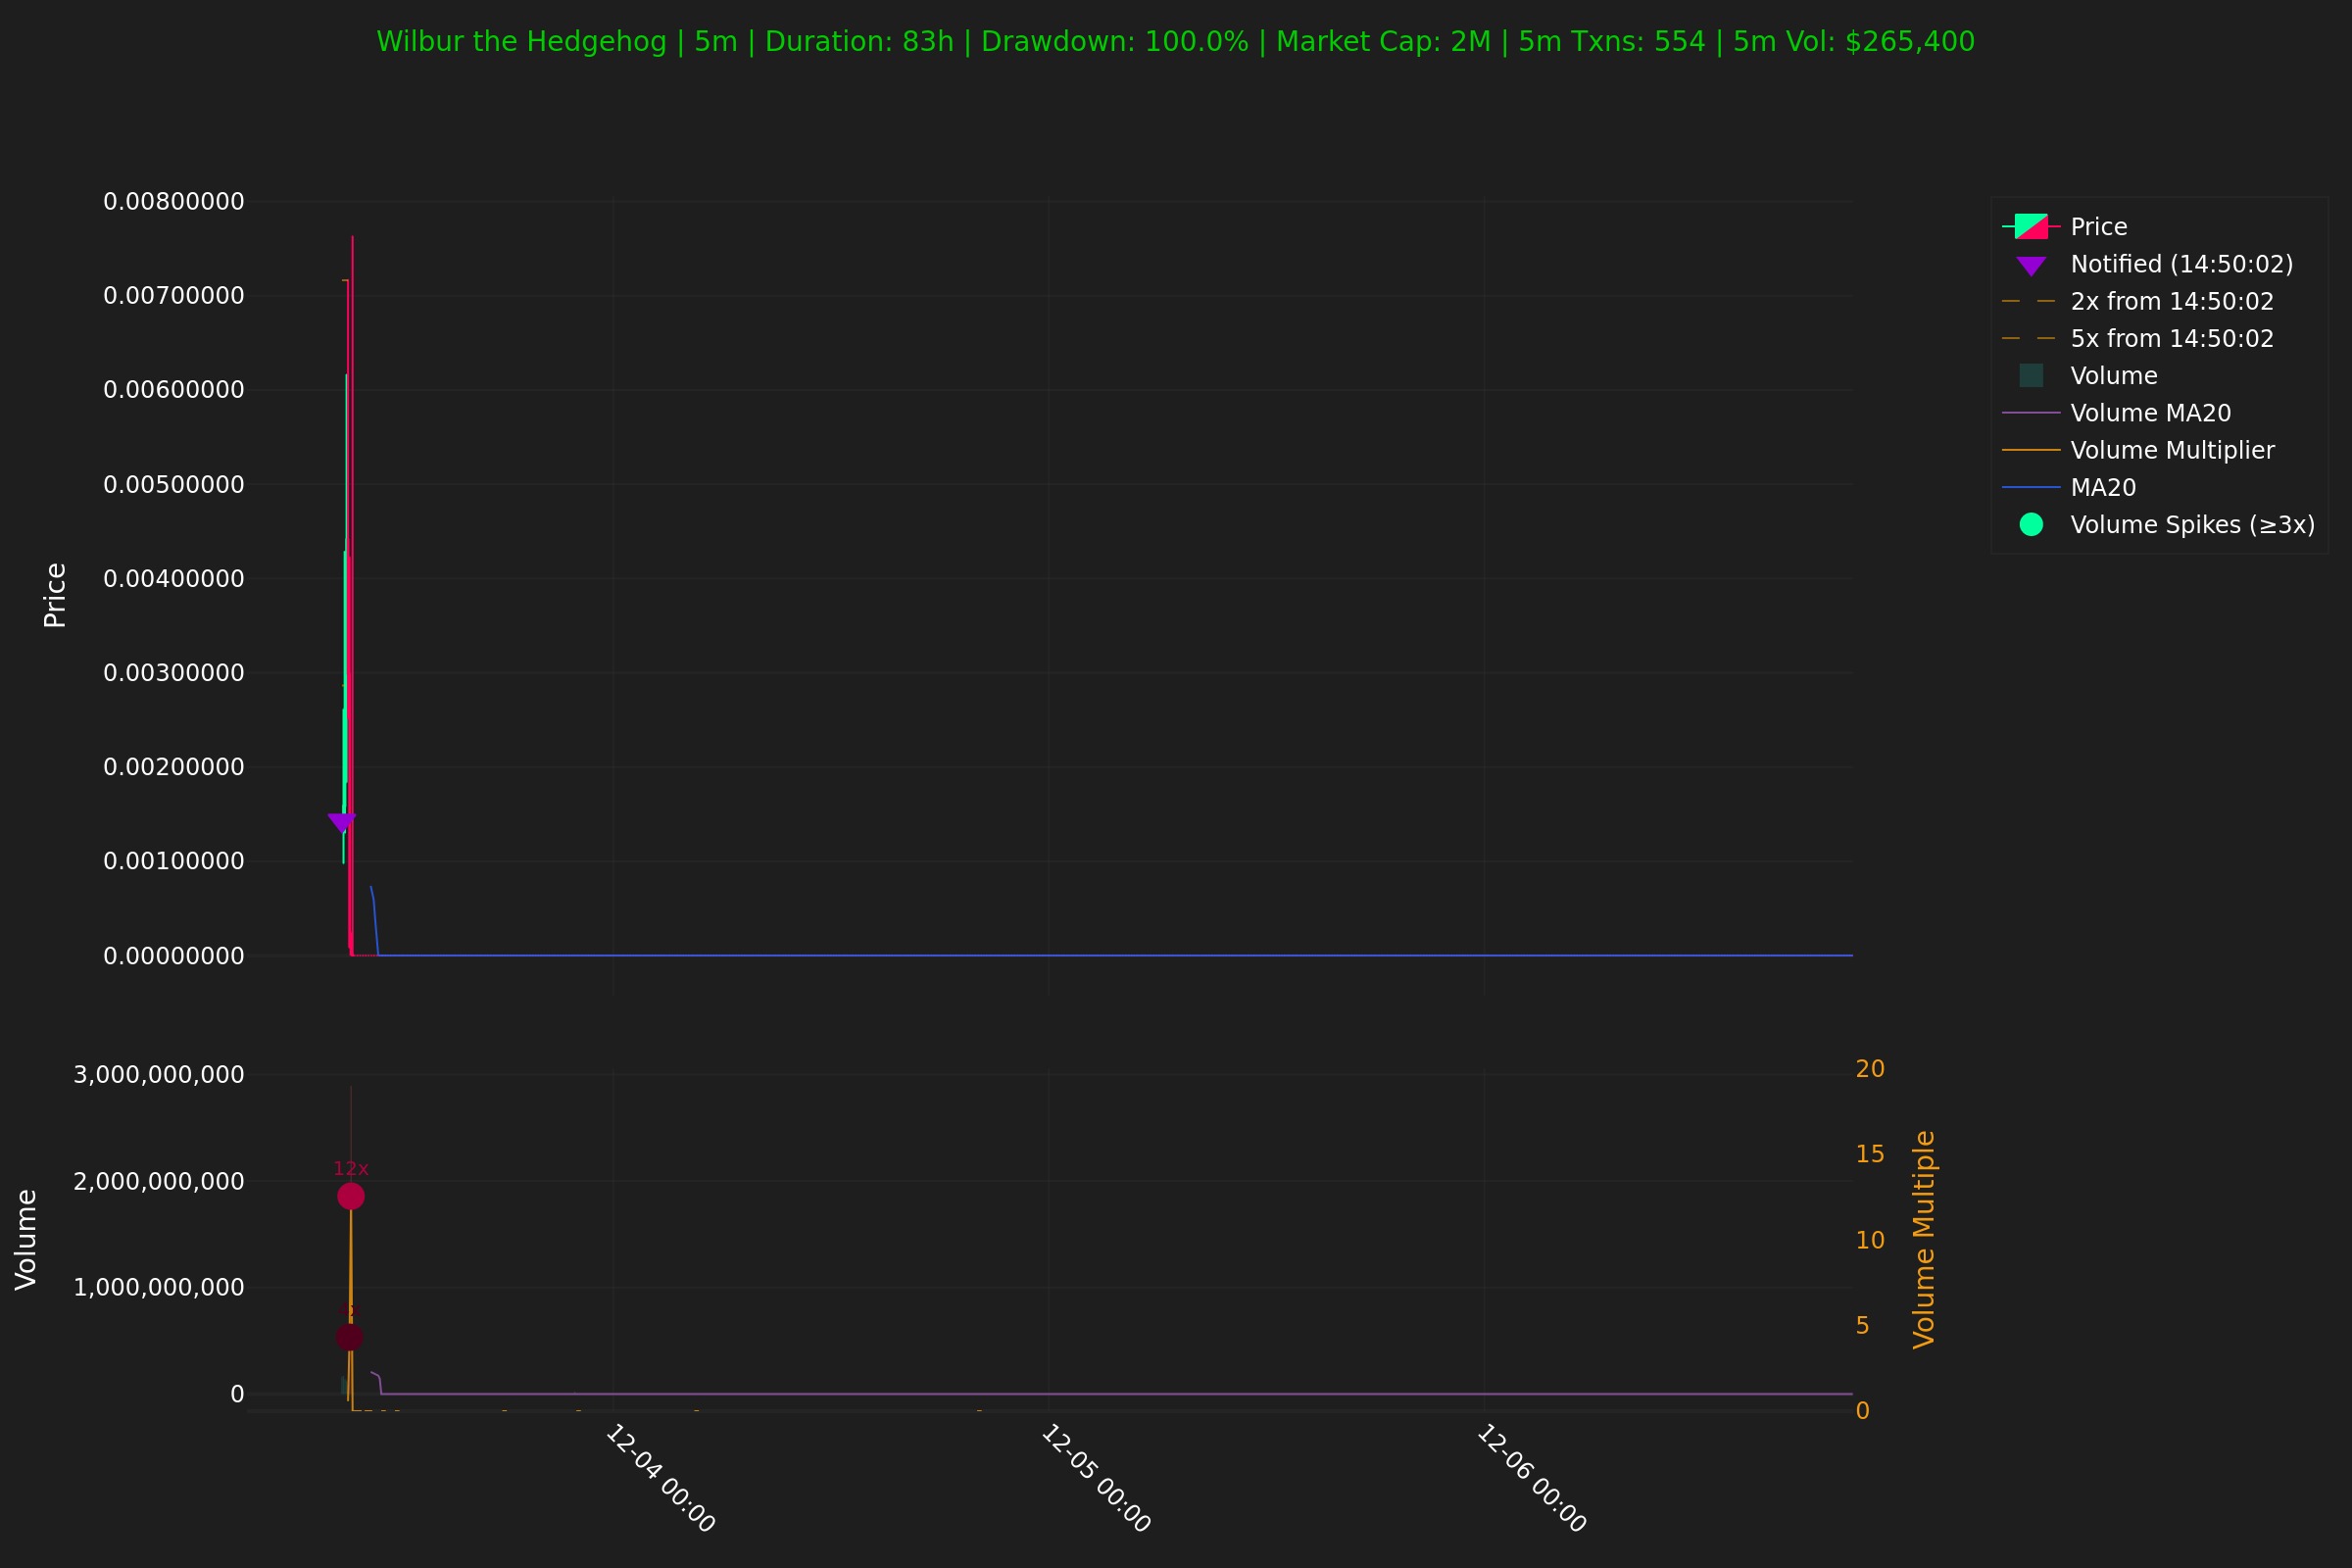 Wilbur the Hedgehog | 5m | Duration: 83h | Drawdown: 100.0% | Market Cap: 2M | 5m Txns: 554 | 5m Vol: $265,400
0.00800000
0.00700000
0.00600000
0.00500000
0.00400000
0.00300000
0.00200000
0.00100000
0.00000000
Price
Price
Notified (14:50:02)
2x from 14:50:02
5x from 14:50:02
Volume
Volume MA20
Volume Multiplier
MA20
Volume Spikes (≥3x)
3,000,000,000
2,000,000,000
1,000,000,000
0
Volume
12x
20
15
10
5
0
Volume Multiple
12-04 00:00
12-05 00:00
12-06 00:00